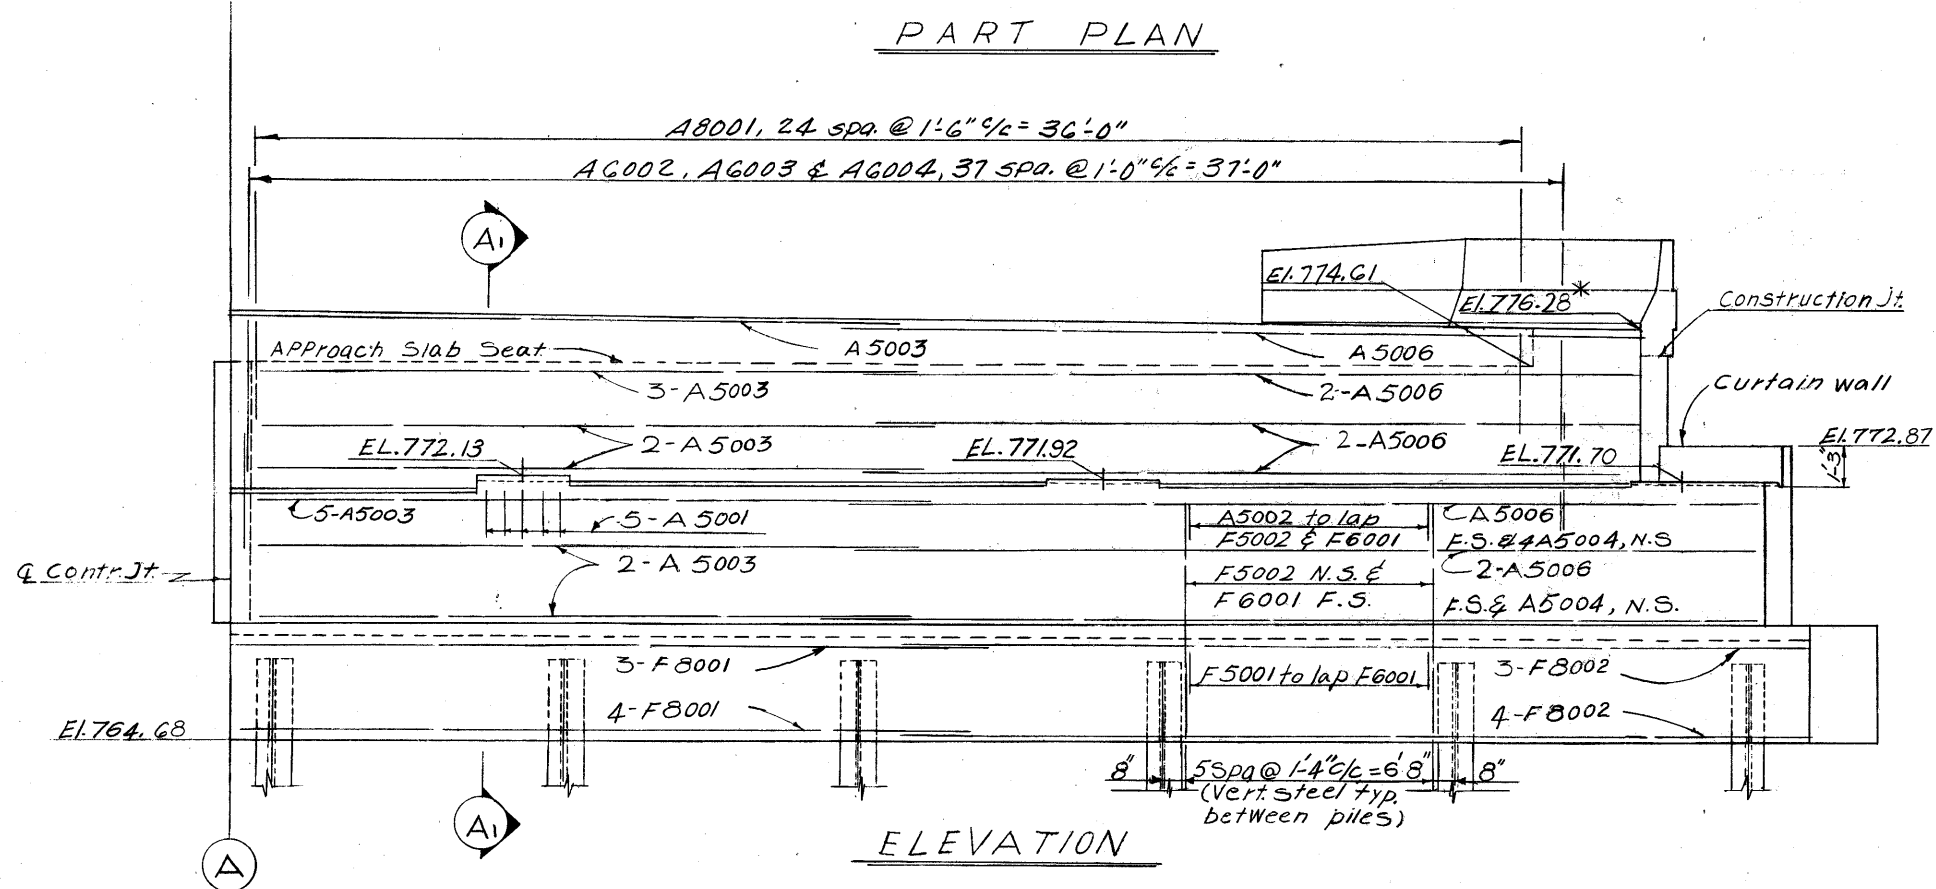 PART PLAN
A8001, 24 spa. @ 1'-6" c/c = 36'-0"
A6002, A6003 & A6004, 37 spa. @ 1'-0" c/c = 37'-0"
A1
El. 774.61
El. 776.28*
Construction Jt.
Approach Slab Seat
A5003
A5006
3-A5003
2-A5006
Curtain wall
EL. 772.13
2-A5003
EL. 771.92
2-A5006
EL. 771.70
El. 772.87
1'-3"
5-A5003
5-A5001
A5002 to lap
F5002 & F6001
A5006
F.S. & 4 A5004, N.S
2-A5003
2-A5006
℄ Contr. Jt.
F5002 N.S. &
F6001 F.S.
F.S. & A5004, N.S.
3-F8001
F5001 to lap F6001
3-F8002
4-F8001
4-F8002
El. 764.68
8"
5 Spa @ 1'-4" c/c = 6'8"
8"
(Vert. steel typ.
between piles)
A1
ELEVATION
A